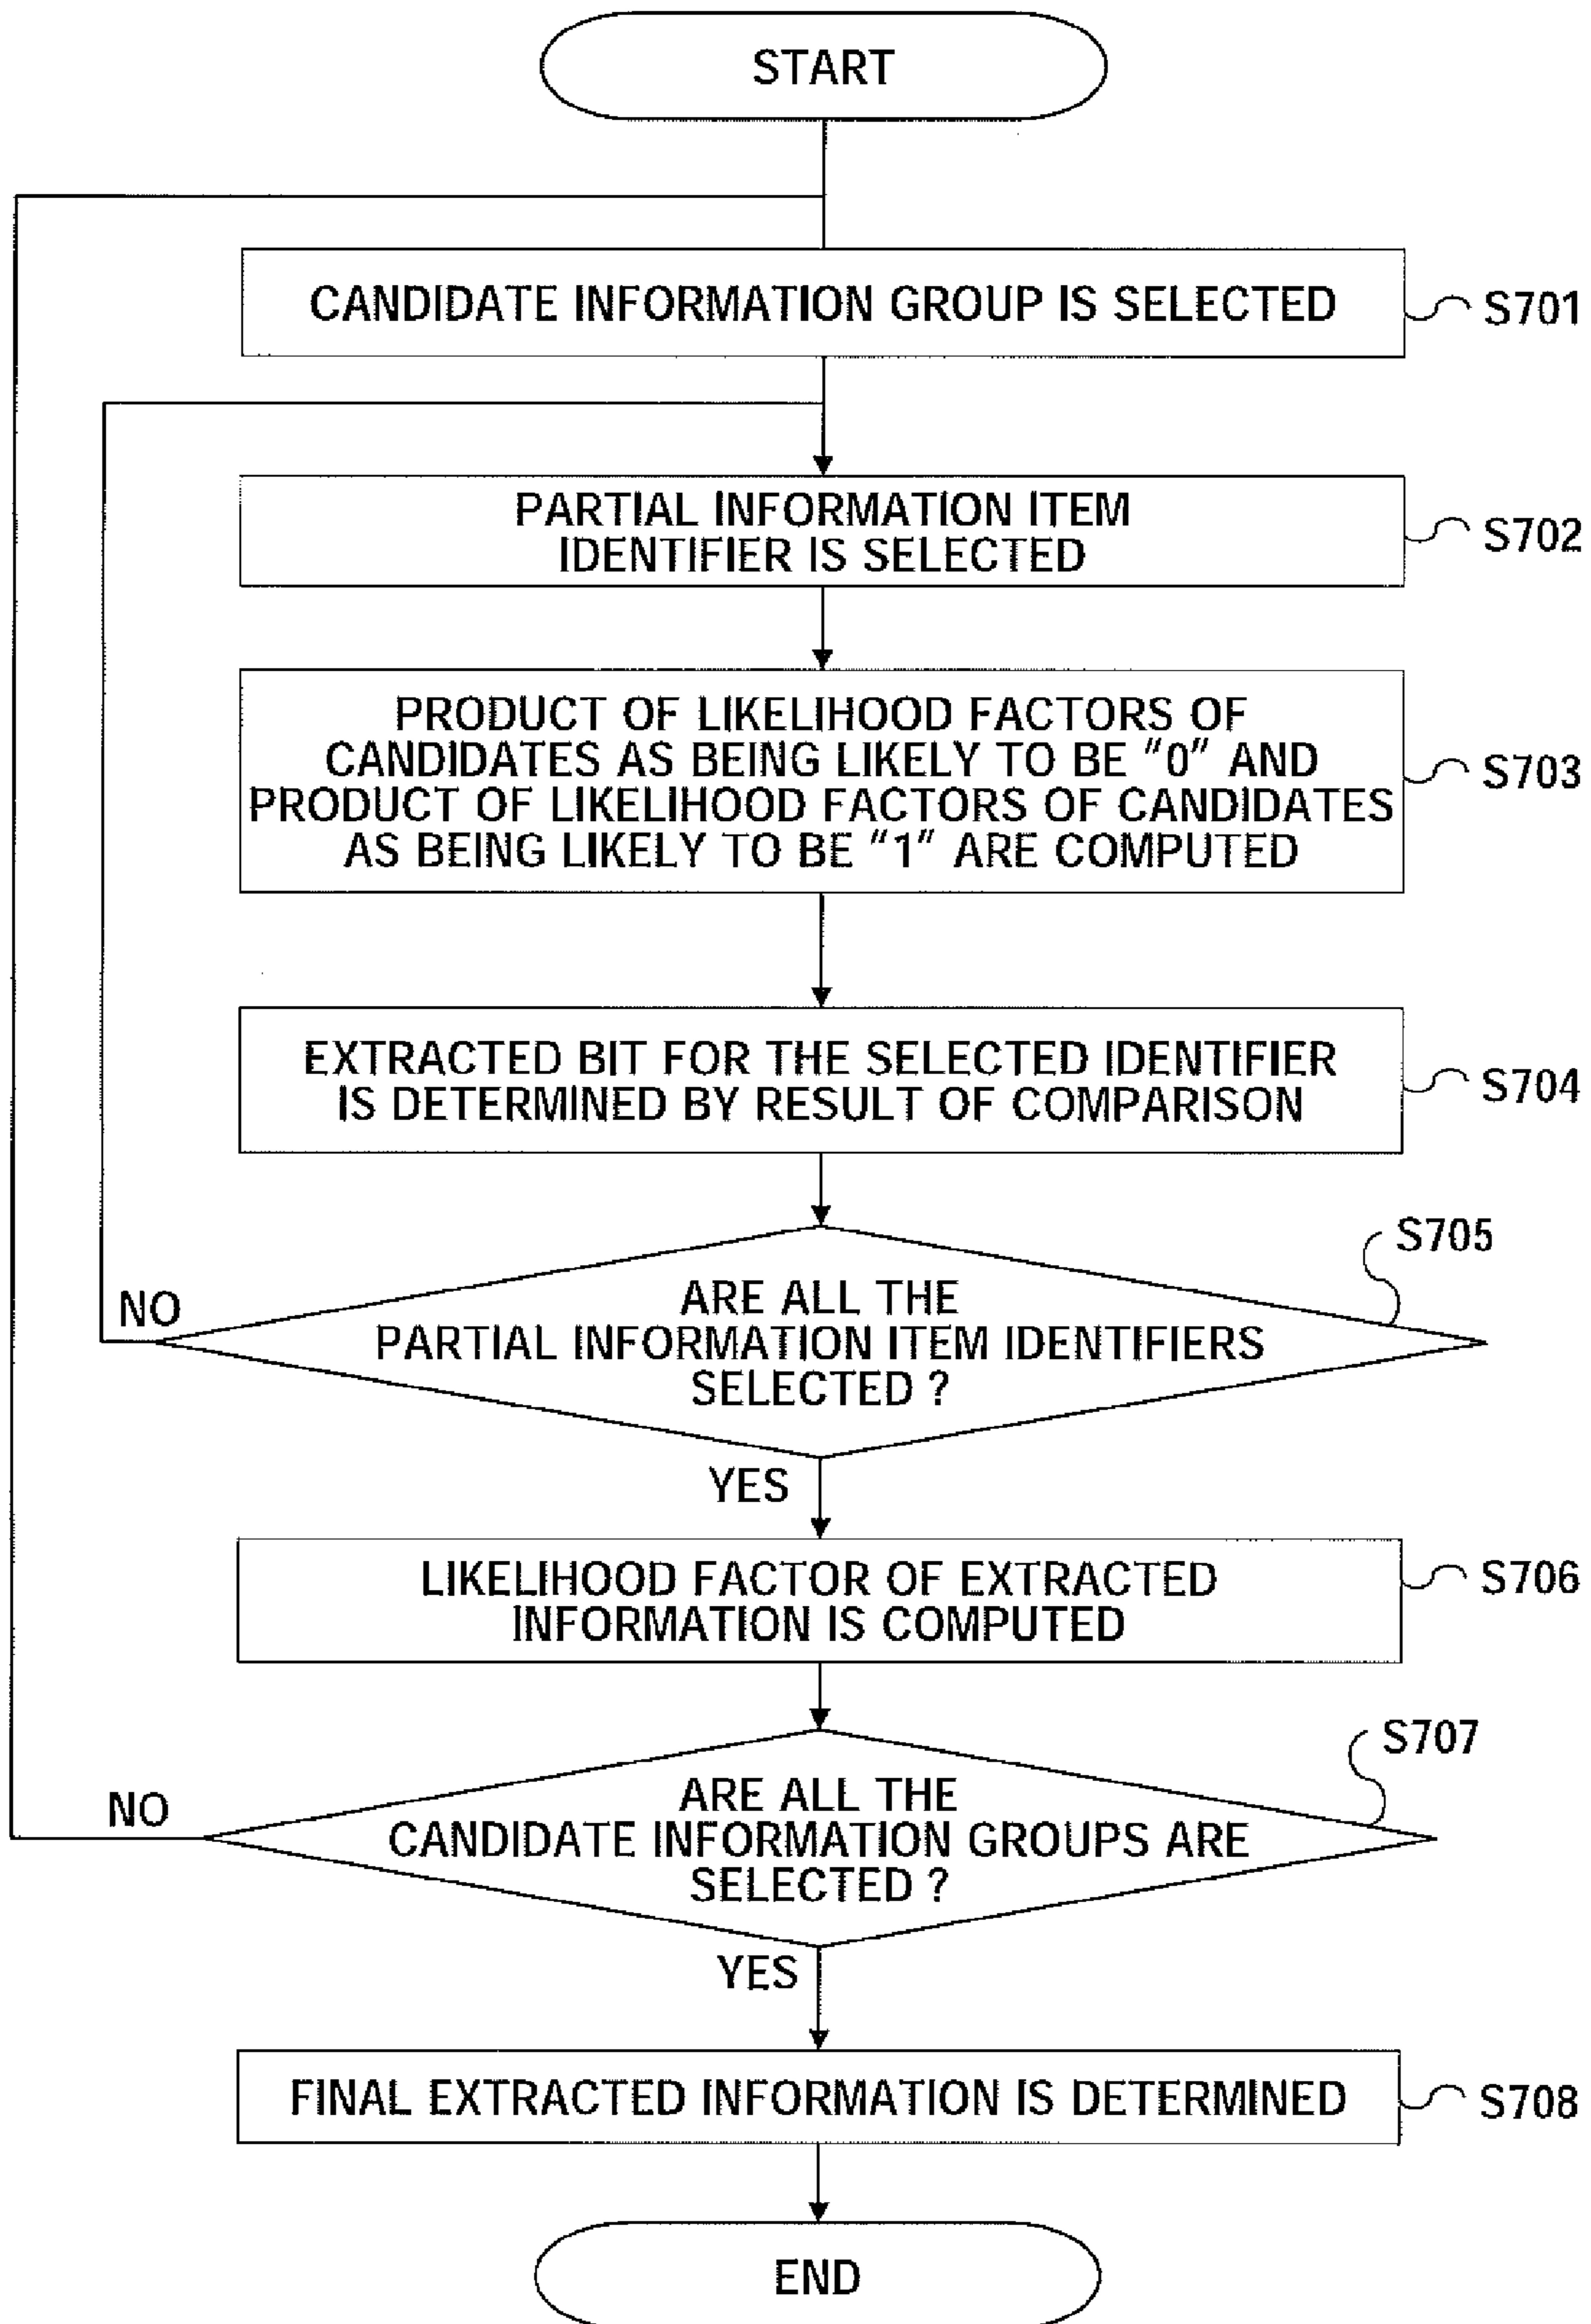 START
CANDIDATE INFORMATION GROUP IS SELECTED
S701
PARTIAL INFORMATION ITEM
IDENTIFIER IS SELECTED
S702
PRODUCT OF LIKELIHOOD FACTORS OF
CANDIDATES AS BEING LIKELY TO BE "0" AND
PRODUCT OF LIKELIHOOD FACTORS OF CANDIDATES
AS BEING LIKELY TO BE "1" ARE COMPUTED
S703
EXTRACTED BIT FOR THE SELECTED IDENTIFIER
IS DETERMINED BY RESULT OF COMPARISON
S704
S705
ARE ALL THE
PARTIAL INFORMATION ITEM IDENTIFIERS
SELECTED ?
NO
YES
LIKELIHOOD FACTOR OF EXTRACTED
INFORMATION IS COMPUTED
S706
S707
ARE ALL THE
CANDIDATE INFORMATION GROUPS ARE
SELECTED ?
NO
YES
FINAL EXTRACTED INFORMATION IS DETERMINED
S708
END